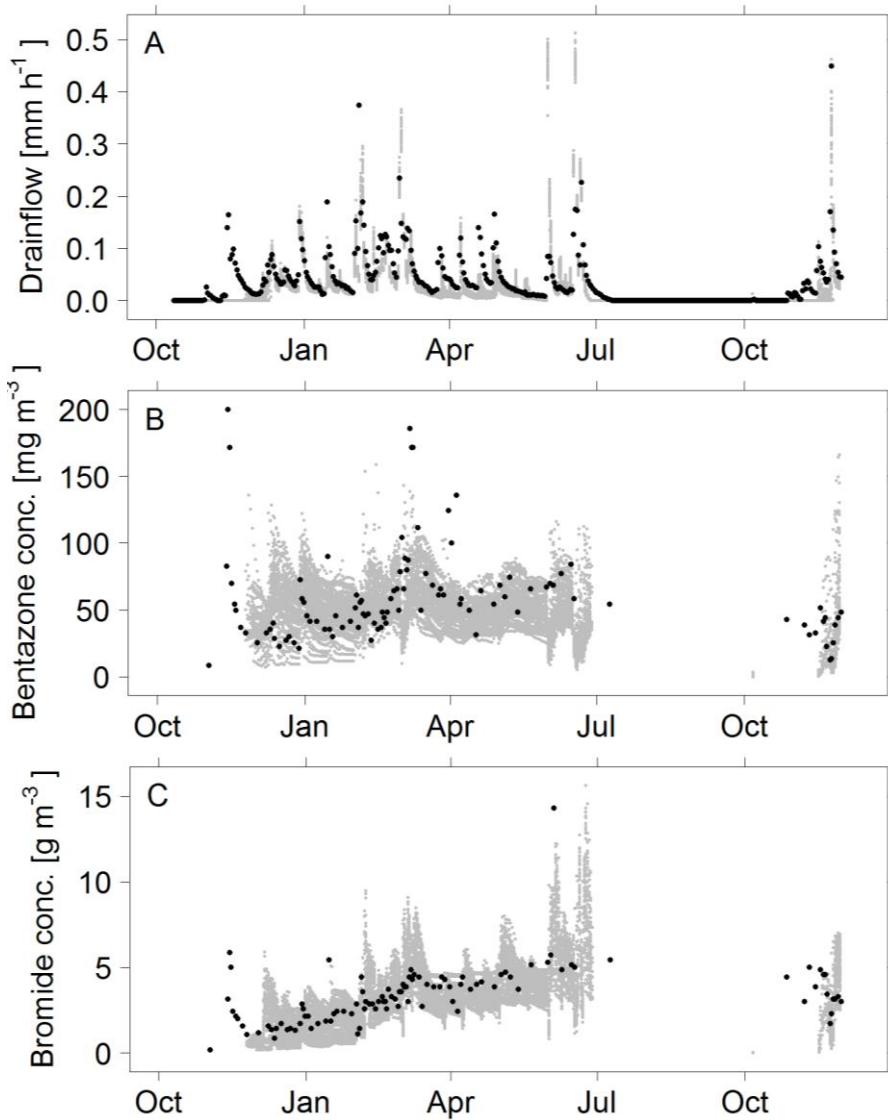 A
Drainflow [mm h⁻¹]
0.5
0.4
0.3
0.2
0.1
0.0
Oct Jan Apr Jul Oct
B
Bentazone conc. [mg m⁻³]
200
150
100
50
0
Oct Jan Apr Jul Oct
C
Bromide conc. [g m⁻³]
15
10
5
0
Oct Jan Apr Jul Oct